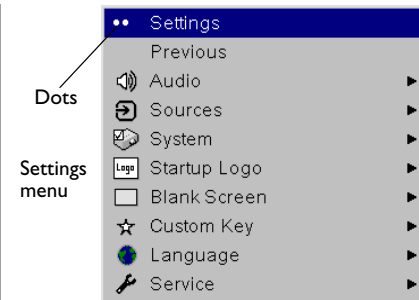 Settings
Previous
Audio
Dots
Sources
System
Settings
menu
Logo
Startup Logo
Blank Screen
Custom Key
Language
Service